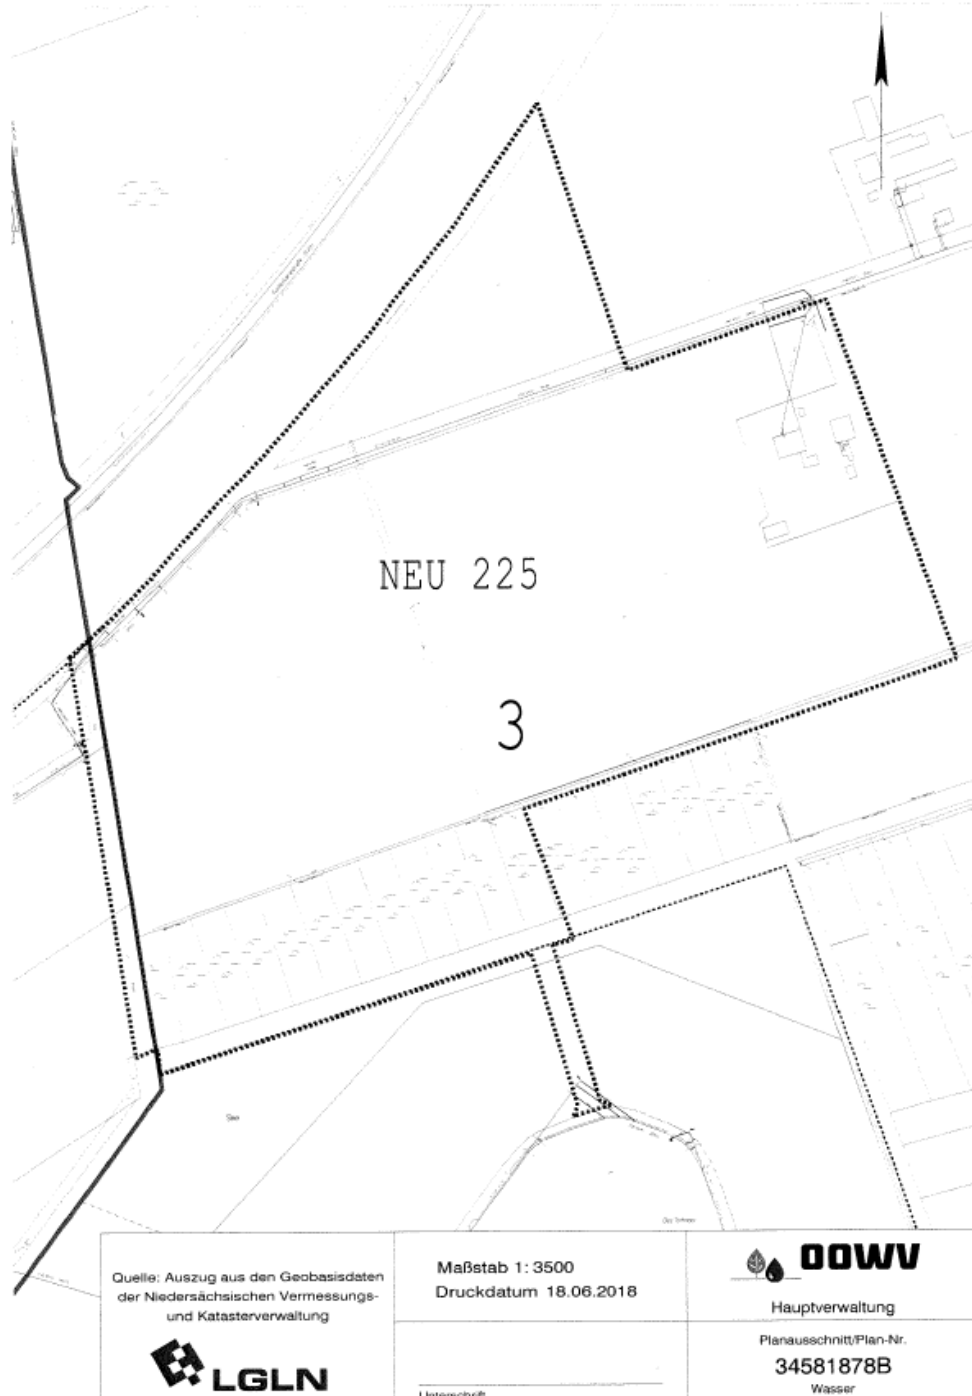 NEU 225
3
Quelle: Auszug aus den Geobasisdaten
der Niedersächsischen Vermessungs-
und Katasterverwaltung
LGLN
Maßstab 1: 3500
Druckdatum 18.06.2018
Unterschrift
OOWV
Hauptverwaltung
Planausschnitt/Plan-Nr.
34581878B
Wasser